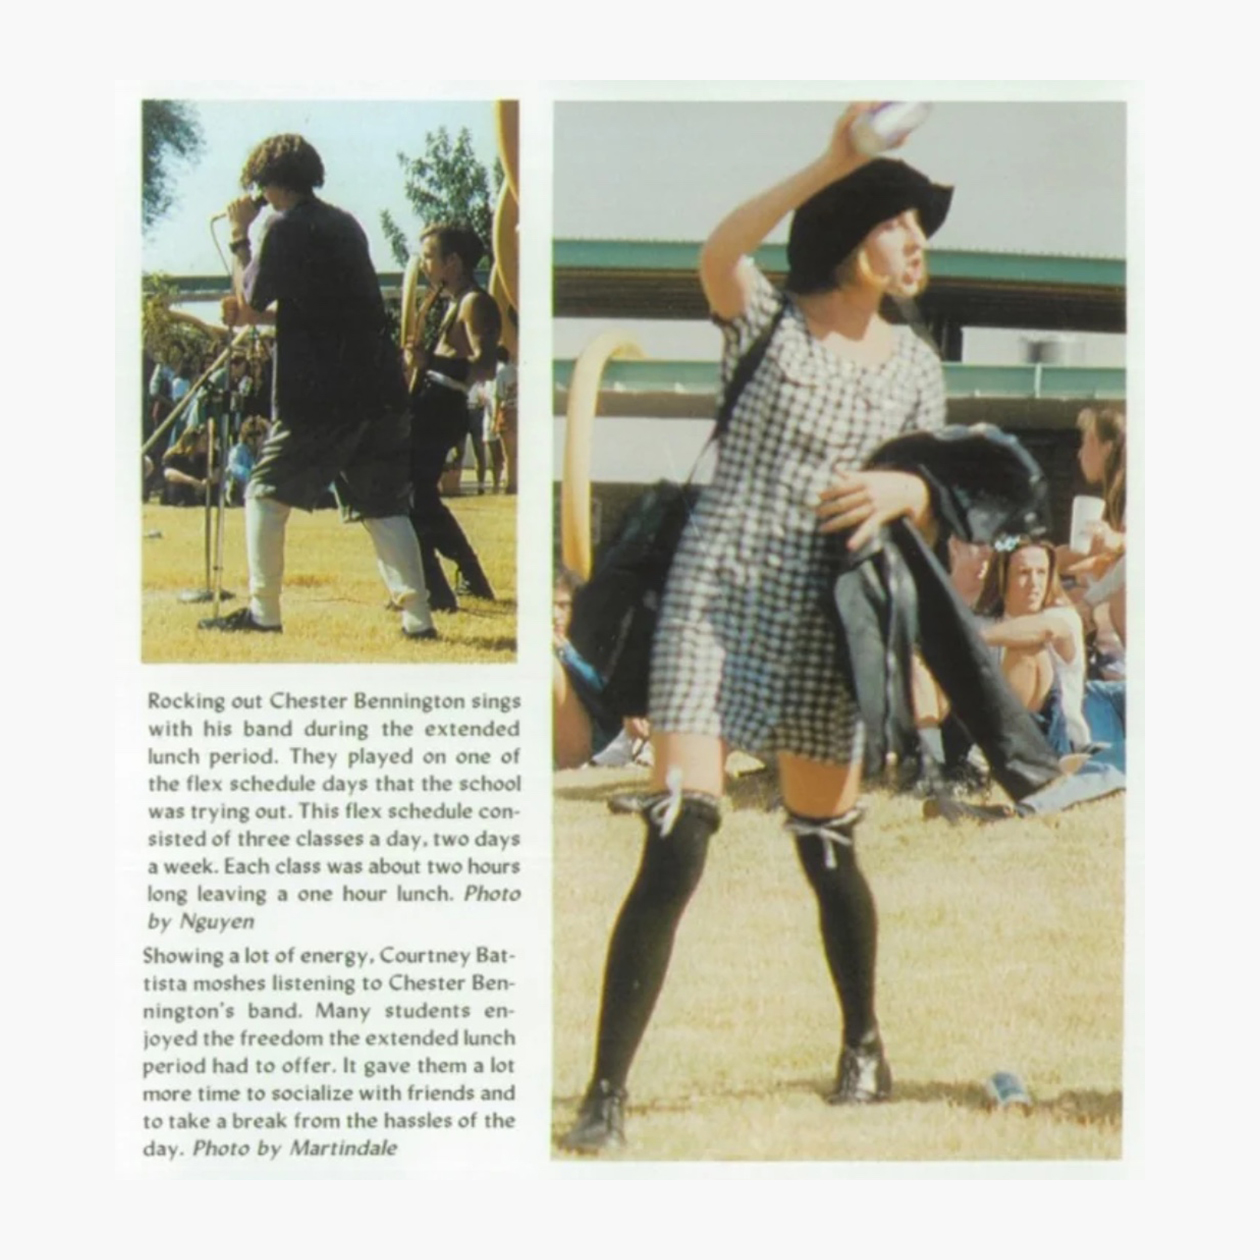 Rocking out Chester Bennington sings
with his band during the extended
lunch period. They played on one of
the flex schedule days that the school
was trying out. This flex schedule con-
sisted of three classes a day, two days
a week. Each class was about two hours
long leaving a one hour lunch. Photo
by Nguyen
Showing a lot of energy, Courtney Bat-
tista moshes listening to Chester Ben-
nington's band. Many students en-
joyed the freedom the extended lunch
period had to offer. It gave them a lot
more time to socialize with friends and
to take a break from the hassles of the
day. Photo by Martindale